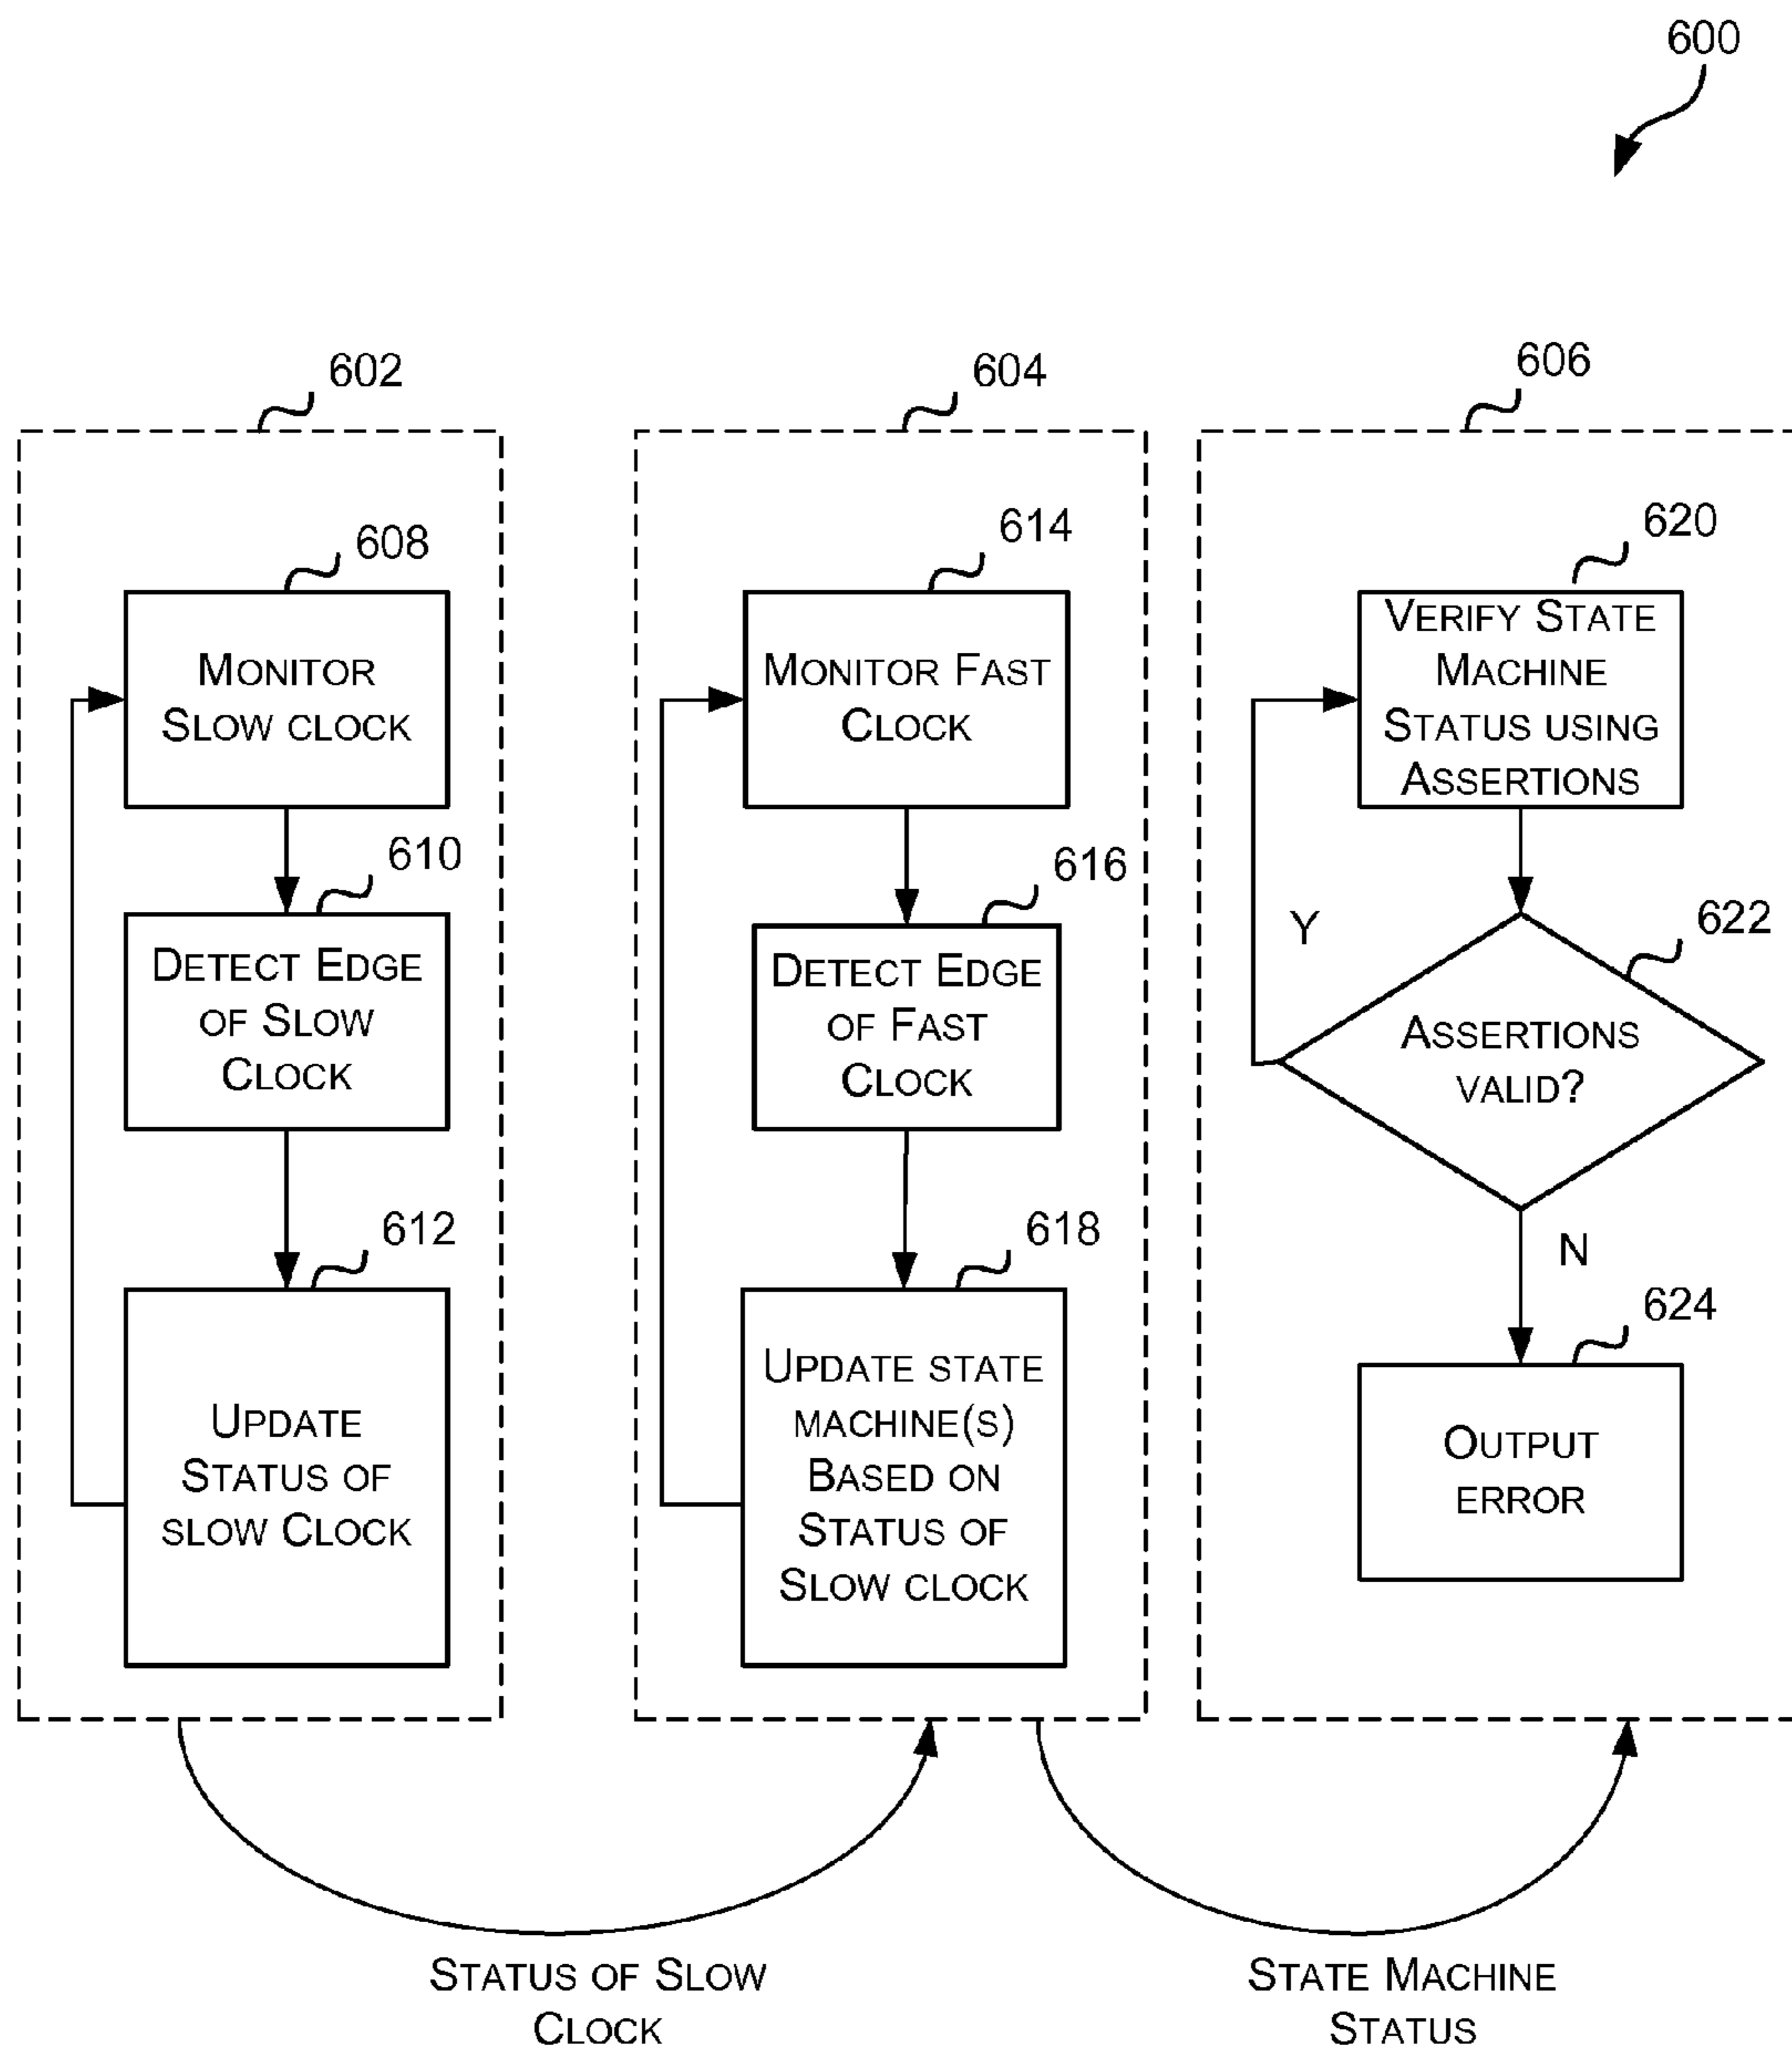 600
602
608
MONITOR
SLOW CLOCK
610
DETECT EDGE
OF SLOW
CLOCK
612
UPDATE
STATUS OF
SLOW CLOCK
604
614
MONITOR FAST
CLOCK
616
DETECT EDGE
OF FAST
CLOCK
618
UPDATE STATE
MACHINE(S)
BASED ON
STATUS OF
SLOW CLOCK
606
620
VERIFY STATE
MACHINE
STATUS USING
ASSERTIONS
Y
622
ASSERTIONS
VALID?
N
624
OUTPUT
ERROR
STATUS OF SLOW
CLOCK
STATE MACHINE
STATUS